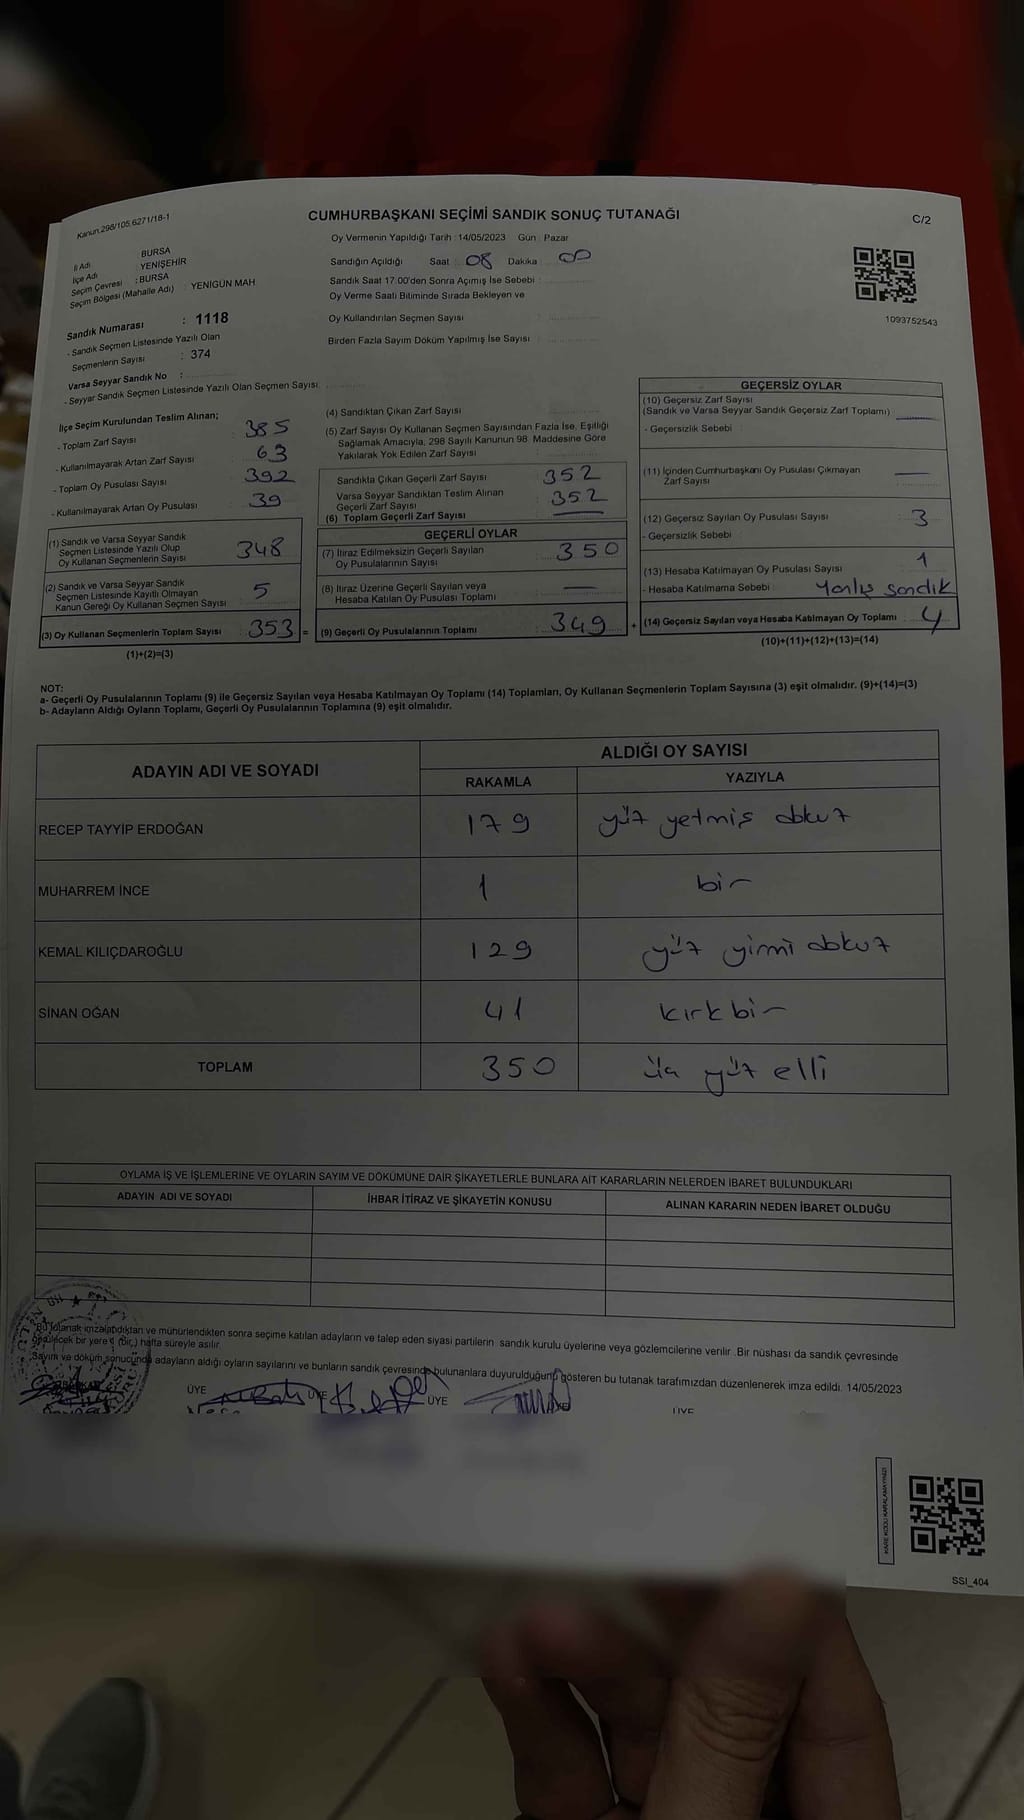 Kanun.298/105,6271/18-1
CUMHURBAŞKANI SEÇİMİ SANDIK SONUÇ TUTANAĞI
C/2
Oy Vermenin Yapıldığı Tarih : 14/05/2023 Gün : Pazar
İl Adı : BURSA
İlçe Adı : YENİŞEHİR
Seçim Çevresi : BURSA
Seçim Bölgesi (Mahalle Adı) : YENİGÜN MAH
Sandığın Açıldığı Saat : 08 Dakika : 00
Sandık Saat 17:00'den Sonra Açımış İse Sebebi :
Oy Verme Saati Bitiminde Sırada Bekleyen ve
Oy Kullandırılan Seçmen Sayısı :
Birden Fazla Sayım Döküm Yapılmış İse Sayısı :
1093752543
Sandık Numarası : 1118
- Sandık Seçmen Listesinde Yazılı Olan
Seçmenlerin Sayısı : 374
Varsa Seyyar Sandık No :
- Seyyar Sandık Seçmen Listesinde Yazılı Olan Seçmen Sayısı:
İlçe Seçim Kurulundan Teslim Alınan;
- Toplam Zarf Sayısı : 385
- Kullanılmayarak Artan Zarf Sayısı : 63
- Toplam Oy Pusulası Sayısı : 392
- Kullanılmayarak Artan Oy Pusulası : 39
(1) Sandık ve Varsa Seyyar Sandık
Seçmen Listesinde Yazılı Olup
Oy Kullanan Seçmenlerin Sayısı : 348
(2) Sandık ve Varsa Seyyar Sandık
Seçmen Listesinde Kayıtlı Olmayan
Kanun Gereği Oy Kullanan Seçmen Sayısı : 5
(3) Oy Kullanan Seçmenlerin Toplam Sayısı : 353 =
(1)+(2)=(3)
(4) Sandıktan Çıkan Zarf Sayısı :
(5) Zarf Sayısı Oy Kullanan Seçmen Sayısından Fazla İse, Eşitliği
Sağlamak Amacıyla, 298 Sayılı Kanunun 98. Maddesine Göre
Yakılarak Yok Edilen Zarf Sayısı :
Sandıkta Çıkan Geçerli Zarf Sayısı : 352
Varsa Seyyar Sandıktan Teslim Alınan
Geçerli Zarf Sayısı : 352
(6) Toplam Geçerli Zarf Sayısı :
GEÇERLİ OYLAR
(7) İtiraz Edilmeksizin Geçerli Sayılan
Oy Pusulalarının Sayısı : 350
(8) İtiraz Üzerine Geçerli Sayılan veya
Hesaba Katılan Oy Pusulası Toplamı : —
(9) Geçerli Oy Pusulalarının Toplamı : 349 +
GEÇERSİZ OYLAR
(10) Geçersiz Zarf Sayısı
(Sandık ve Varsa Seyyar Sandık Geçersiz Zarf Toplamı) : —
- Geçersizlik Sebebi :
(11) İçinden Cumhurbaşkanı Oy Pusulası Çıkmayan
Zarf Sayısı : —
(12) Geçersiz Sayılan Oy Pusulası Sayısı : 3
- Geçersizlik Sebebi :
(13) Hesaba Katılmayan Oy Pusulası Sayısı : 1
- Hesaba Katılmama Sebebi : Yanlış sandık
(14) Geçersiz Sayılan veya Hesaba Katılmayan Oy Toplamı : 4
(10)+(11)+(12)+(13)=(14)
NOT:
a- Geçerli Oy Pusulalarının Toplamı (9) ile Geçersiz Sayılan veya Hesaba Katılmayan Oy Toplamı (14) Toplamları, Oy Kullanan Seçmenlerin Toplam Sayısına (3) eşit olmalıdır. (9)+(14)=(3)
b- Adayların Aldığı Oyların Toplamı, Geçerli Oy Pusulalarının Toplamına (9) eşit olmalıdır.
ADAYIN ADI VE SOYADI
ALDIĞI OY SAYISI
RAKAMLA YAZIYLA
RECEP TAYYİP ERDOĞAN 179 yüz yetmiş dokuz
MUHARREM İNCE 1 bir
KEMAL KILIÇDAROĞLU 129 yüz yirmi dokuz
SİNAN OĞAN 41 kırkbir
TOPLAM 350 üç yüz elli
OYLAMA İŞ VE İŞLEMLERİNE VE OYLARIN SAYIM VE DÖKÜMÜNE DAİR ŞİKAYETLERLE BUNLARA AİT KARARLARIN NELERDEN İBARET BULUNDUKLARI
ADAYIN ADI VE SOYADI İHBAR İTİRAZ VE ŞİKAYETİN KONUSU ALINAN KARARIN NEDEN İBARET OLDUĞU
Bu tutanak imzalandıktan ve mühürlendikten sonra seçime katılan adayların ve talep eden siyasi partilerin sandık kurulu üyelerine veya gözlemcilerine verilir. Bir nüshası da sandık çevresinde
görülecek bir yere 1 (bir) hafta süreyle asılır.
Sayım ve döküm sonucunda adayların aldığı oyların sayılarını ve bunların sandık çevresinde bulunanlara duyurulduğunu gösteren bu tutanak tarafımızdan düzenlenerek imza edildi. 14/05/2023
ÜYE ÜYE ÜYE ÜYE ÜYE
KARE KODU KARALAMAYINIZ!
SSI_404